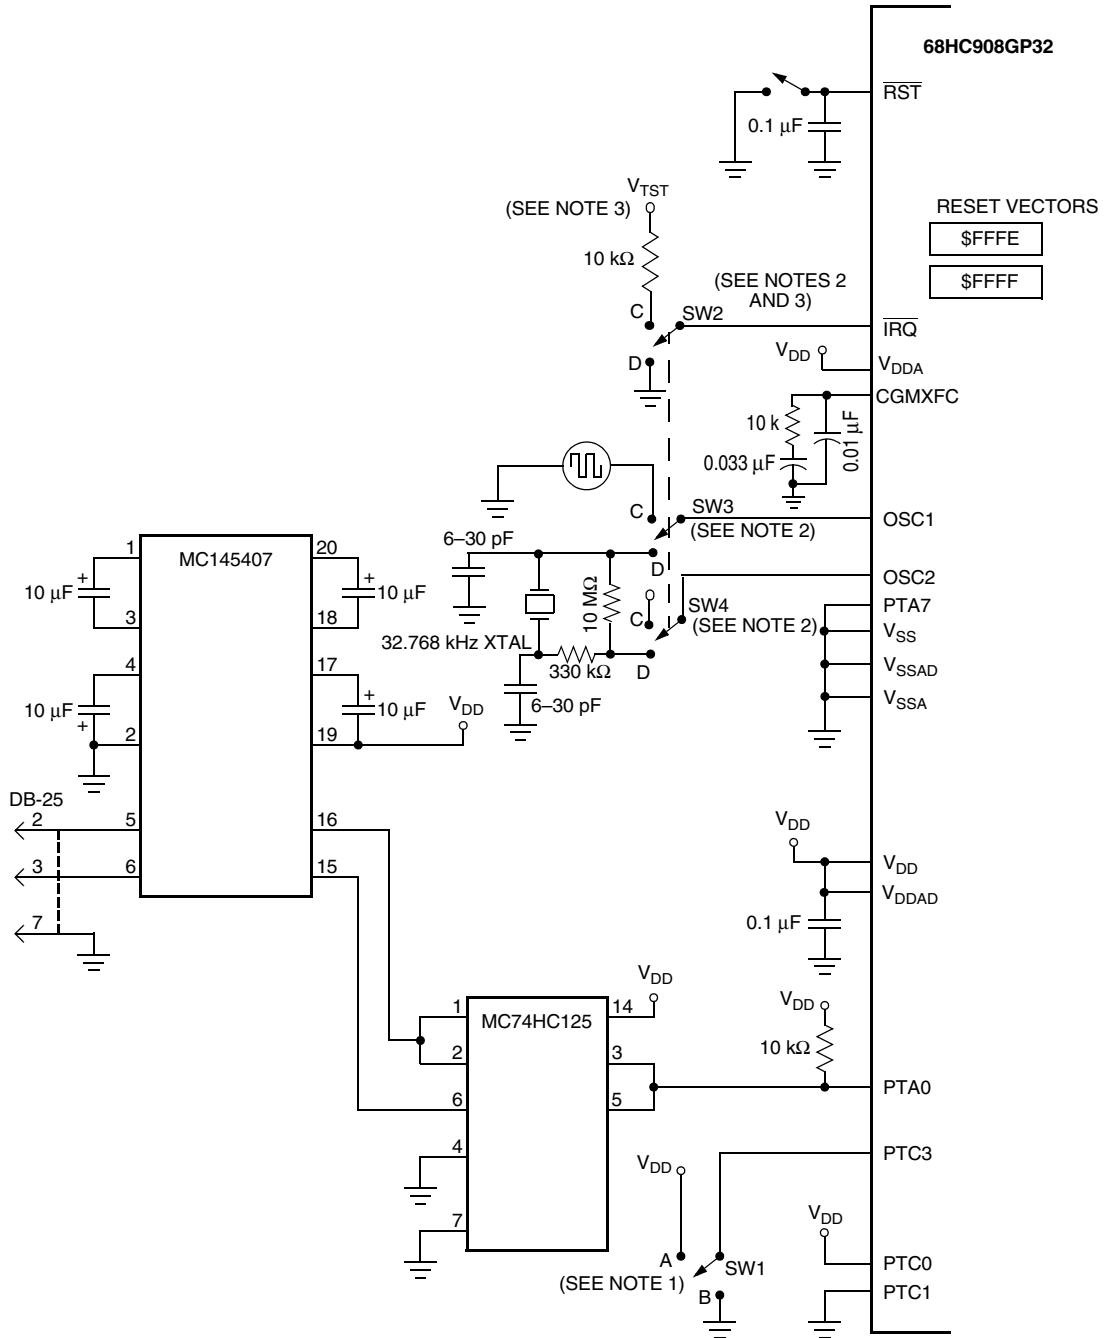 68HC908GP32
RST
0.1 µF
VTST
(SEE NOTE 3)
RESET VECTORS
$FFFE
$FFFF
10 kΩ
(SEE NOTES 2
AND 3)
C
SW2
IRQ
D
VDD
VDDA
CGMXFC
10 k
0.01 µF
0.033 µF
C
SW3
OSC1
(SEE NOTE 2)
6–30 pF
D
OSC2
10 MΩ
PTA7
C
SW4
(SEE NOTE 2)
VSS
32.768 kHz XTAL
330 kΩ
D
VSSAD
6–30 pF
VSSA
MC145407
1
20
10 µF
+
+
10 µF
3
18
4
17
10 µF
+
+
10 µF
VDD
2
19
DB-25
2
5
16
3
6
15
7
VDD
VDD
VDDAD
0.1 µF
VDD
MC74HC125
1
14
VDD
2
3
10 kΩ
6
5
PTA0
4
PTC3
VDD
7
VDD
A
SW1
PTC0
(SEE NOTE 1)
B
PTC1